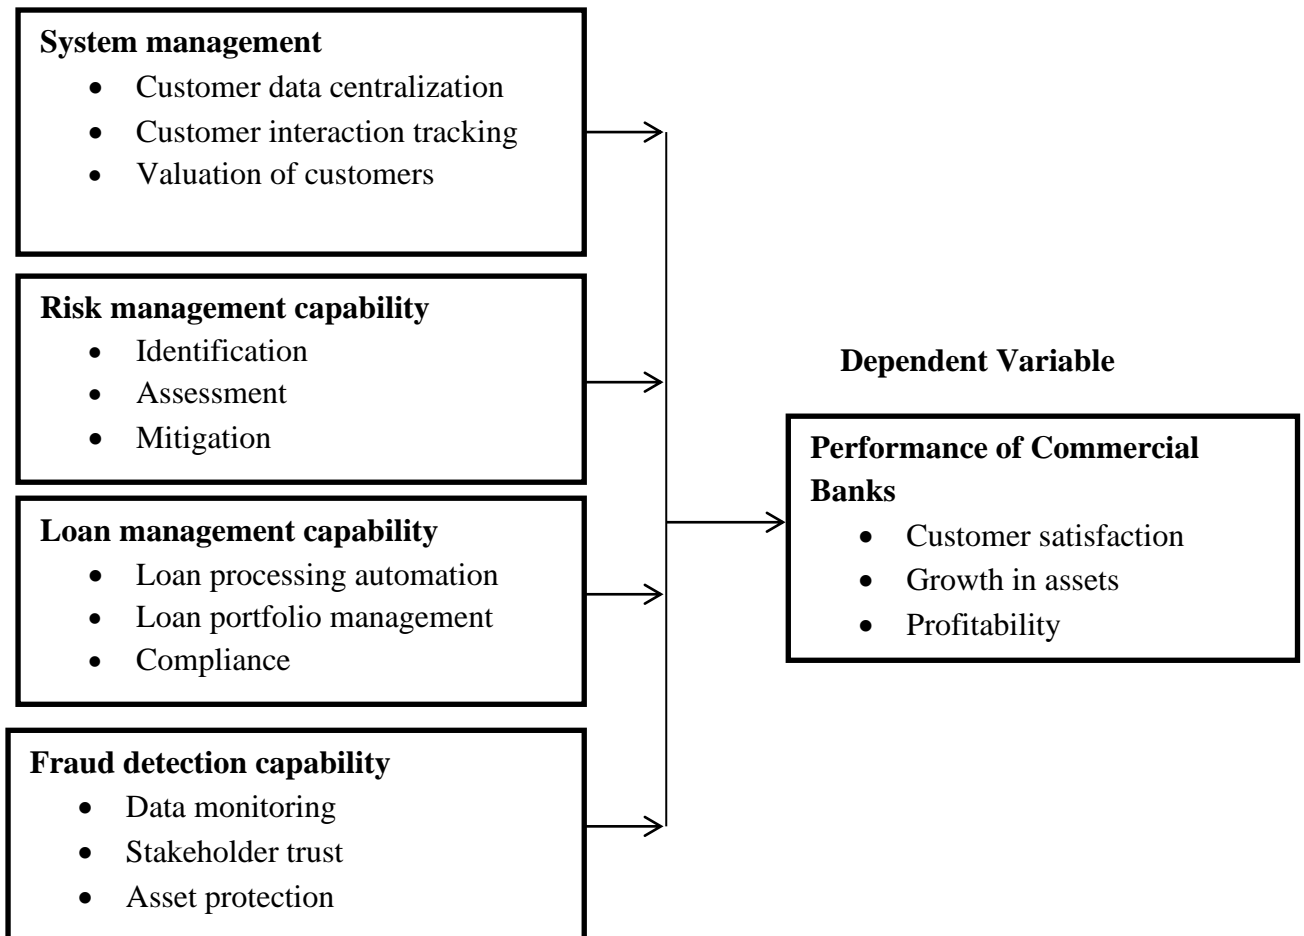 System management
• Customer data centralization
• Customer interaction tracking
• Valuation of customers
Risk management capability
• Identification
• Assessment
• Mitigation
Loan management capability
• Loan processing automation
• Loan portfolio management
• Compliance
Fraud detection capability
• Data monitoring
• Stakeholder trust
• Asset protection
Dependent Variable
Performance of Commercial
Banks
• Customer satisfaction
• Growth in assets
• Profitability